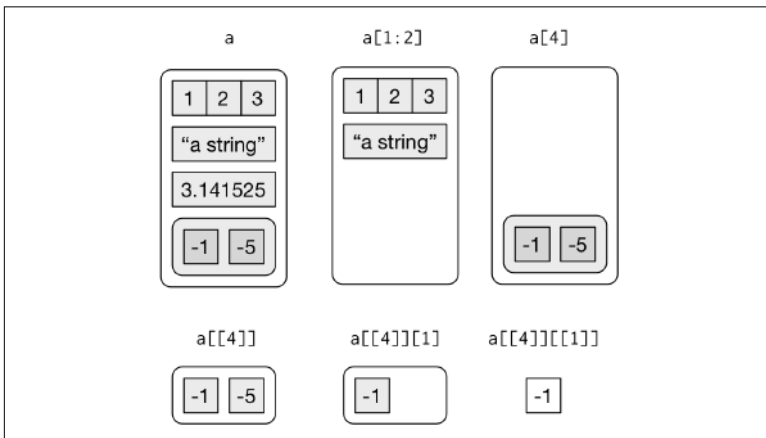 a a[1:2] a[4]
1 2 3 1 2 3
"a string" "a string"
3.141525
-1 -5 -1 -5
a[[4]] a[[4]][1] a[[4]][[1]]
-1 -5 -1 -1